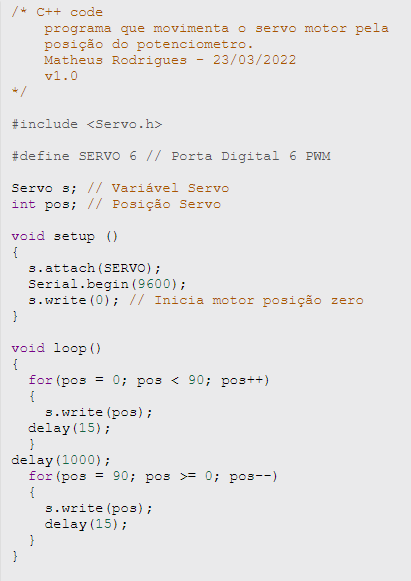 /* C++ code
    programa que movimenta o servo motor pela
    posição do potenciometro.
    Matheus Rodrigues - 23/03/2022
    v1.0
*/

#include <Servo.h>

#define SERVO 6 // Porta Digital 6 PWM

Servo s; // Variável Servo
int pos; // Posição Servo

void setup ()
{
  s.attach(SERVO);
  Serial.begin(9600);
  s.write(0); // Inicia motor posição zero
}

void loop()
{
  for(pos = 0; pos < 90; pos++)
  {
    s.write(pos);
  delay(15);
  }
delay(1000);
  for(pos = 90; pos >= 0; pos--)
  {
    s.write(pos);
    delay(15);
  }
}